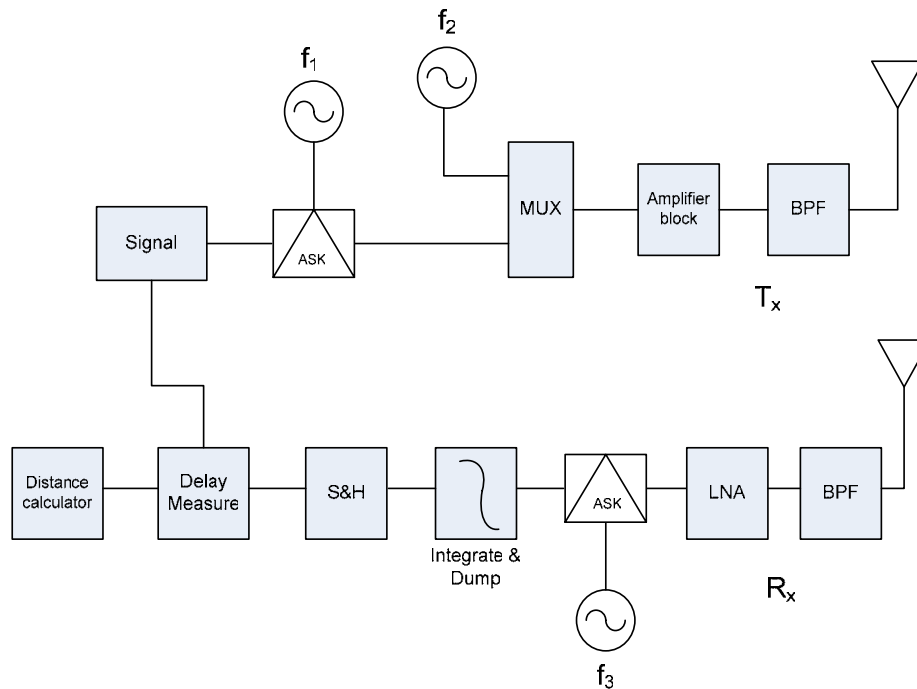 f1
f2
Signal
ASK
MUX
Amplifier
block
BPF
Tx
Distance
calculator
Delay
Measure
S&H
Integrate &
Dump
ASK
LNA
BPF
f3
Rx